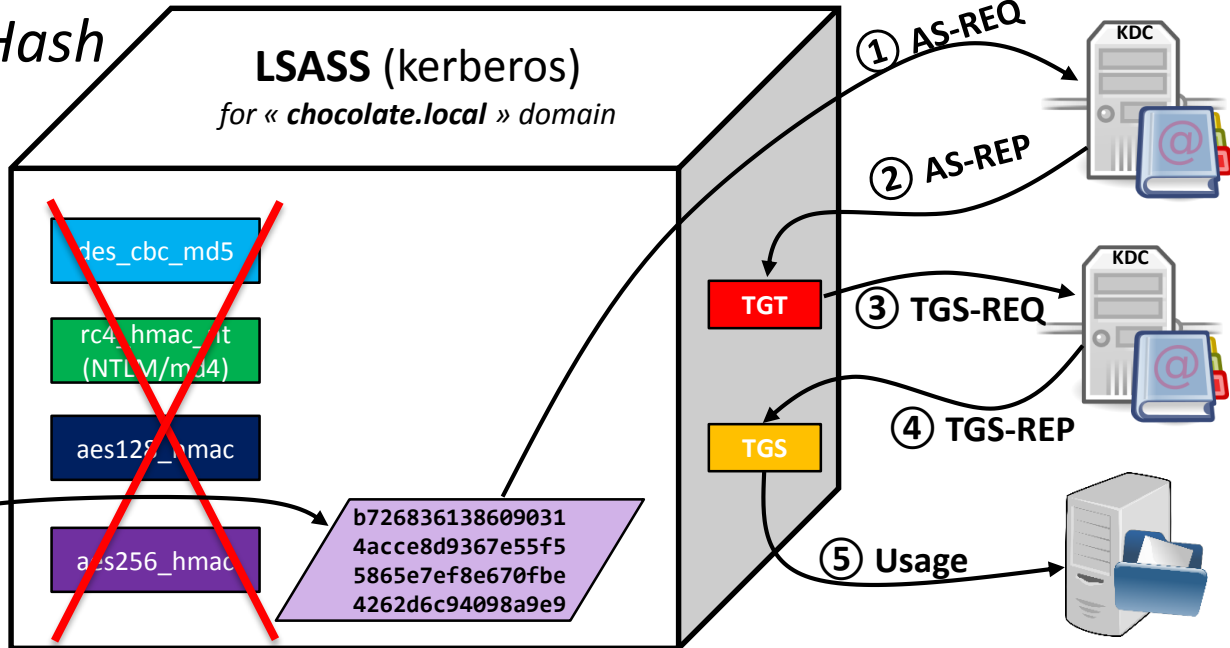 Hash
LSASS (kerberos)
for « chocolate.local » domain
des_cbc_md5
rc4_hmac_nt
(NTLM/md4)
aes128_hmac
aes256_hmac
b726836138609031
4acce8d9367e55f5
5865e7ef8e670fbe
4262d6c94098a9e9
TGT
TGS
① AS-REQ
② AS-REP
③ TGS-REQ
④ TGS-REP
⑤ Usage
KDC
@
KDC
@